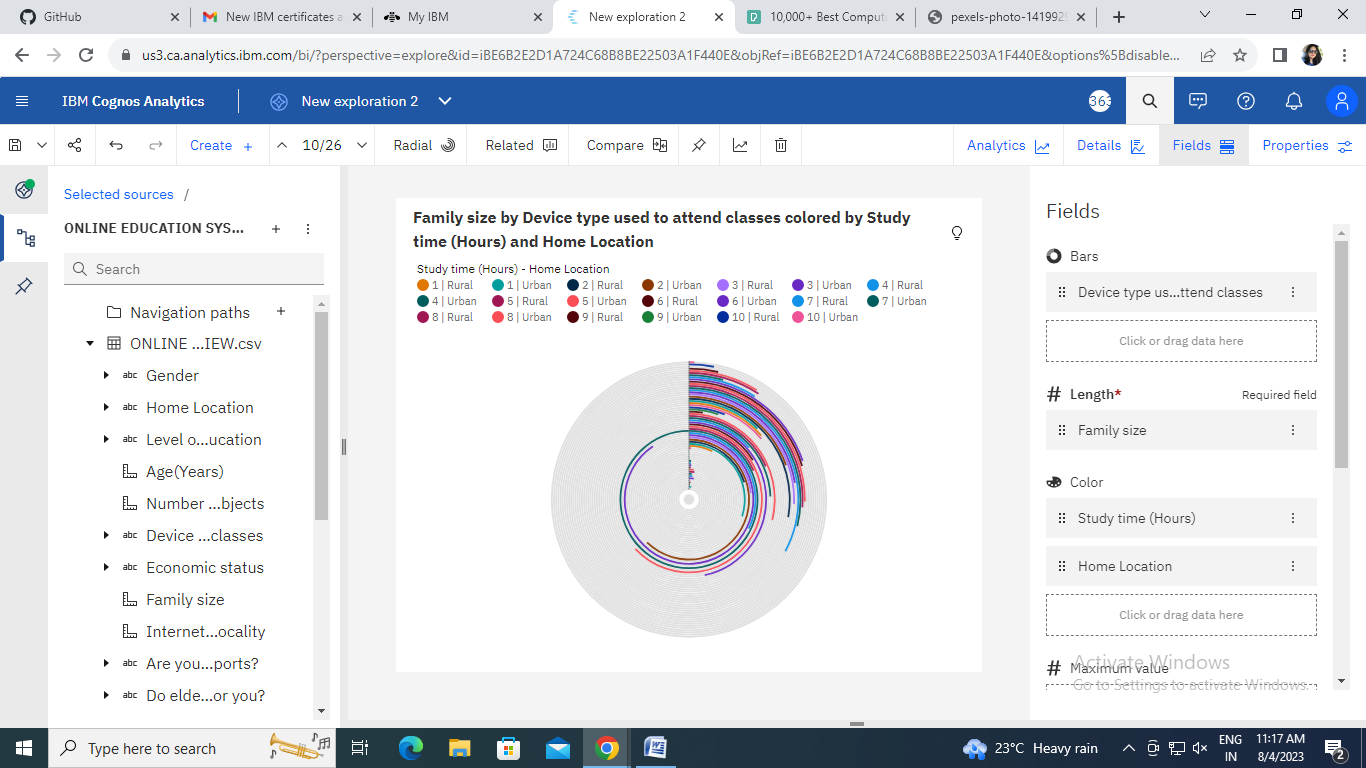 GitHub
New IBM certificates a
My IBM
New exploration 2
10,000+ Best Comput
pexels-photo-1419925
us3.ca.analytics.ibm.com/bi/?perspective=explore&id=iBE6B2E2D1A724C68B8BE22503A1F440E&objRef=iBE6B2E2D1A724C68B8BE22503A1F440E&options%5Bdisable...
IBM Cognos Analytics
New exploration 2
363
Create +
10/26
Radial
Related
Compare
Analytics
Details
Fields
Properties
Selected sources /
ONLINE EDUCATION SYS...
Search
Navigation paths
ONLINE ...IEW.csv
abc Gender
abc Home Location
abc Level o...ucation
Age(Years)
Number ...bjects
abc Device ...classes
abc Economic status
Family size
Internet...ocality
abc Are you...ports?
abc Do elde...or you?
Family size by Device type used to attend classes colored by Study
time (Hours) and Home Location
Study time (Hours) - Home Location
1 | Rural 1 | Urban 2 | Rural 2 | Urban 3 | Rural 3 | Urban 4 | Rural
4 | Urban 5 | Rural 5 | Urban 6 | Rural 6 | Urban 7 | Rural 7 | Urban
8 | Rural 8 | Urban 9 | Rural 9 | Urban 10 | Rural 10 | Urban
Fields
Bars
Device type us...ttend classes
Click or drag data here
# Length*
Required field
Family size
Color
Study time (Hours)
Home Location
Click or drag data here
# Maximum value
Activate Windows
Go to Settings to activate Windows.
Type here to search
23°C Heavy rain
ENG
IN
11:17 AM
8/4/2023
2